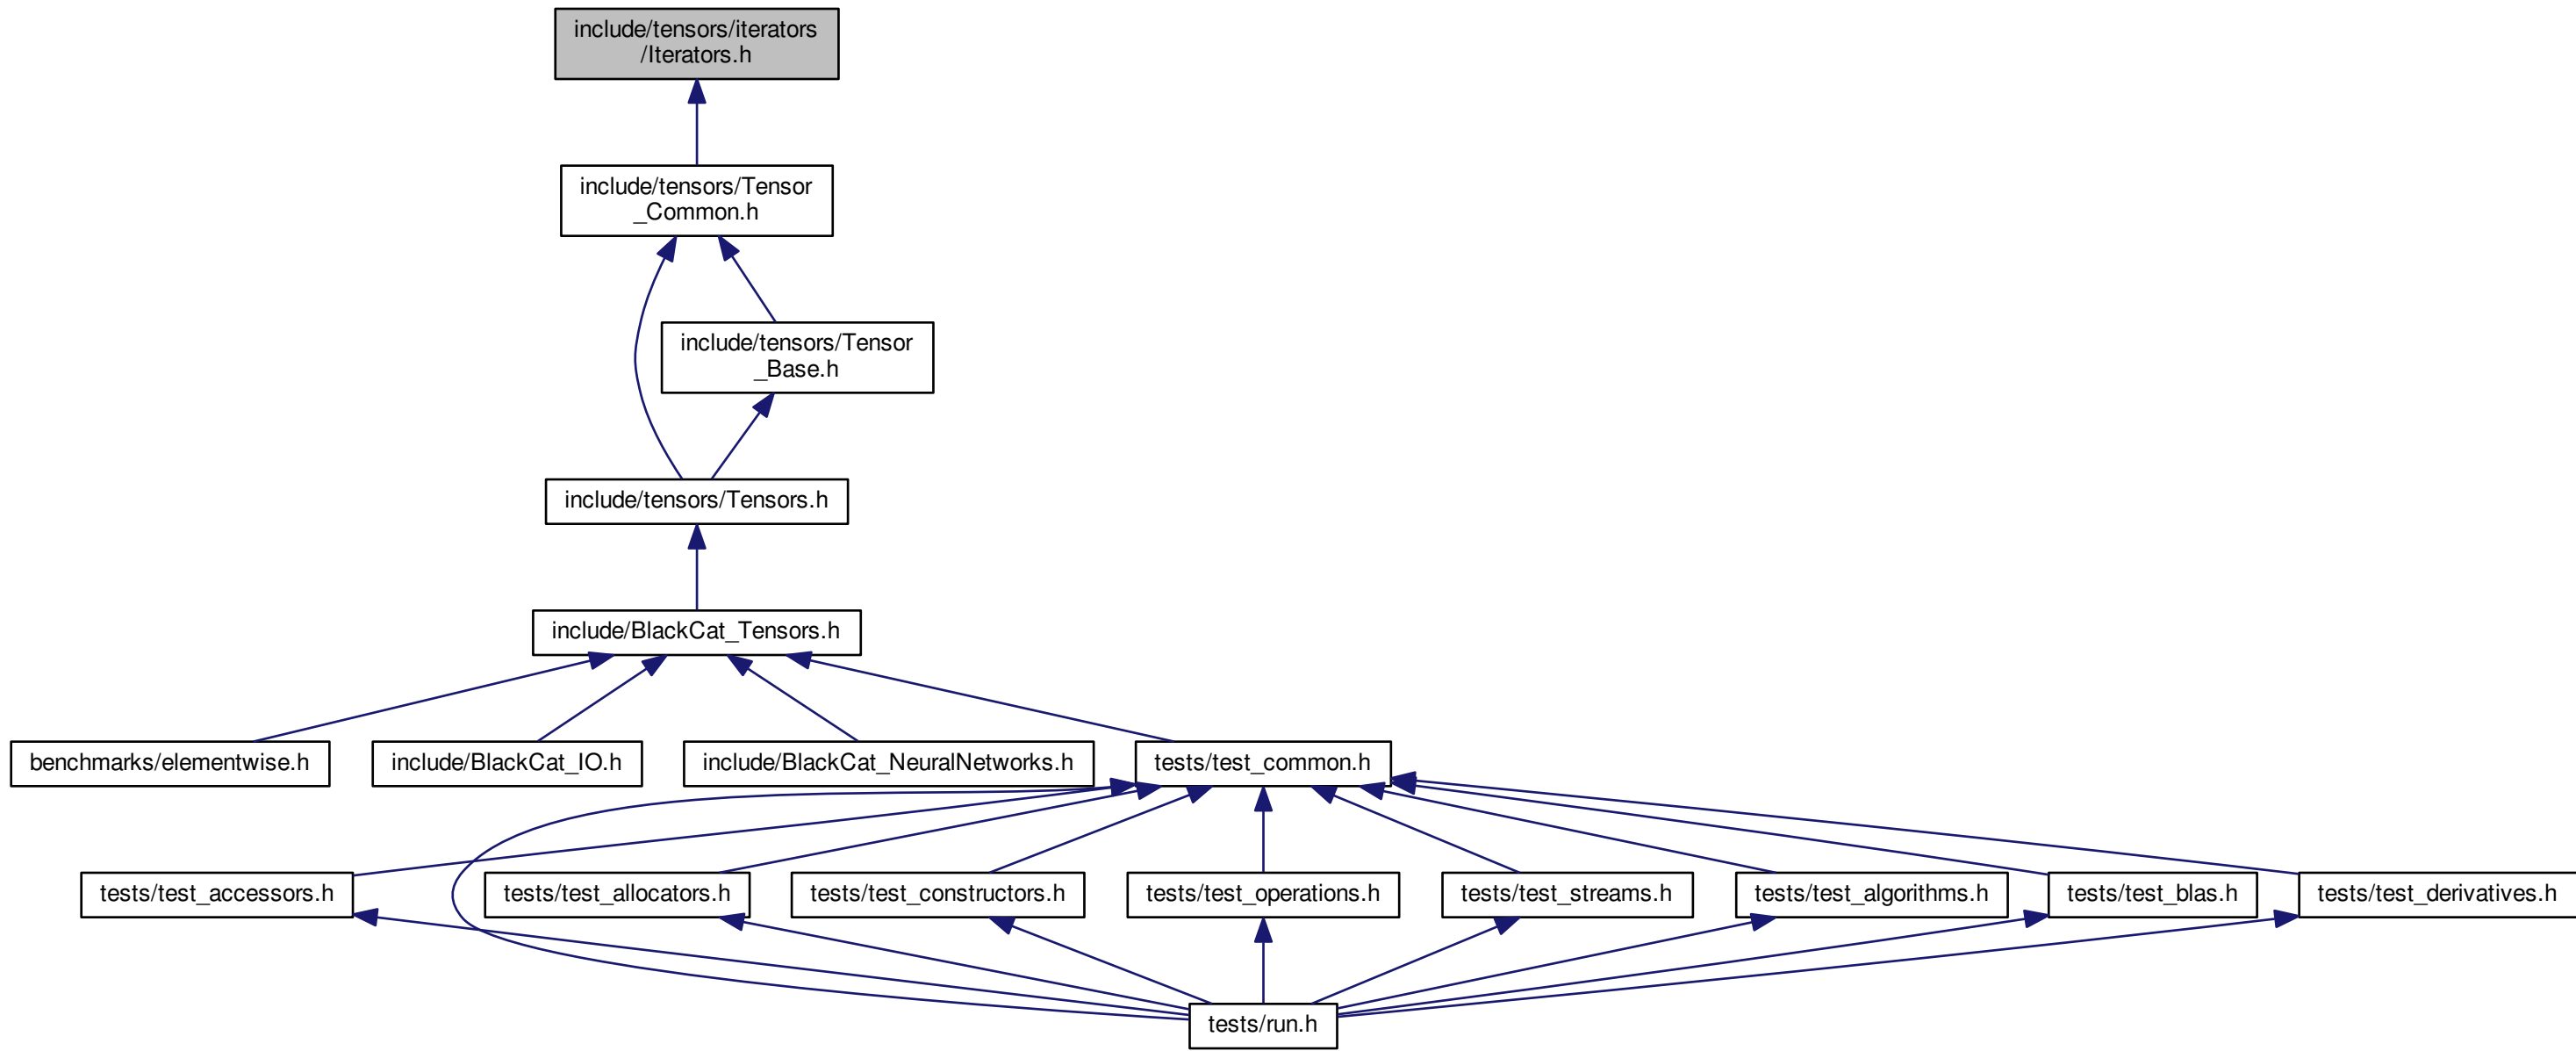 include/tensors/iterators
/Iterators.h
include/tensors/Tensor
_Common.h
include/tensors/Tensor
_Base.h
include/tensors/Tensors.h
include/BlackCat_Tensors.h
benchmarks/elementwise.h
include/BlackCat_IO.h
include/BlackCat_NeuralNetworks.h
tests/test_common.h
tests/test_accessors.h
tests/test_allocators.h
tests/test_constructors.h
tests/test_operations.h
tests/test_streams.h
tests/test_algorithms.h
tests/test_blas.h
tests/test_derivatives.h
tests/run.h